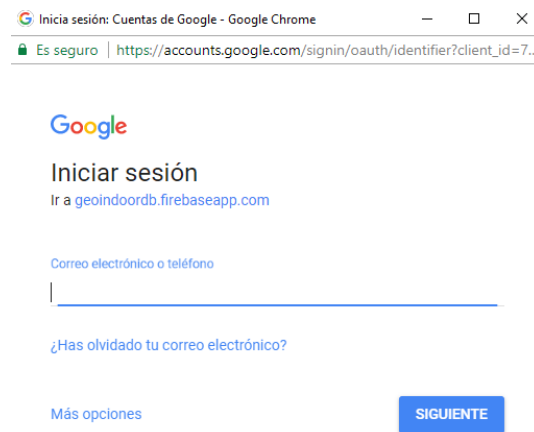 Inicia sesión: Cuentas de Google - Google Chrome
Es seguro | https://accounts.google.com/signin/oauth/identifier?client_id=7...
Google
Iniciar sesión
Ir a geoindoordb.firebaseapp.com
Correo electrónico o teléfono
¿Has olvidado tu correo electrónico?
Más opciones
SIGUIENTE